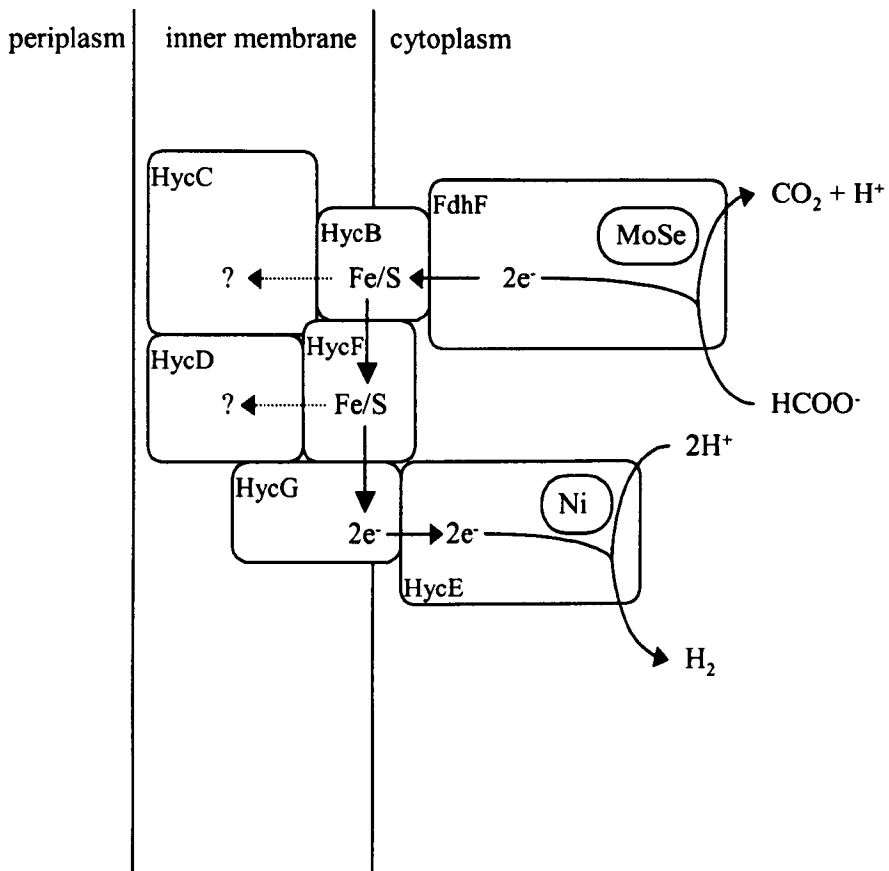 periplasm inner membrane cytoplasm
HycC
FdhF
CO₂ + H⁺
HycB
MoSe
? Fe/S 2e⁻
HycD
HycF
? Fe/S
HCOO⁻
2H⁺
HycG
Ni
2e⁻ 2e⁻
HycE
H₂